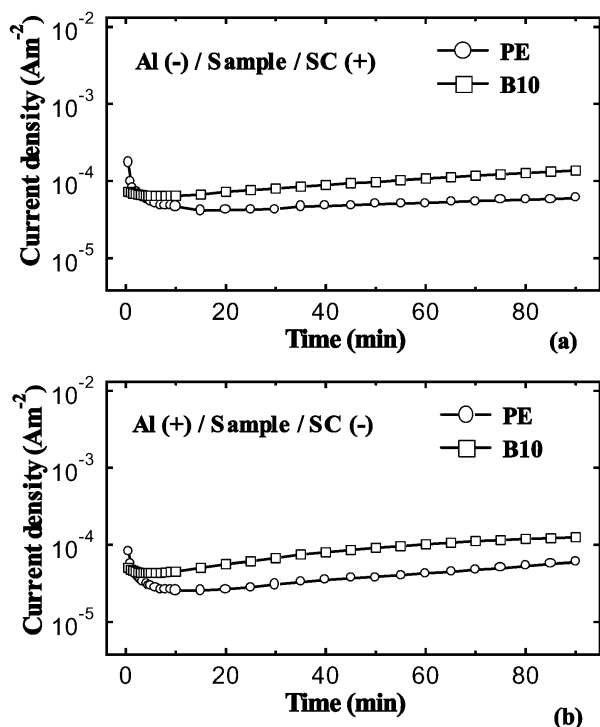 10⁻²
Al (-) / Sample / SC (+)
PE
B10
10⁻³
10⁻⁴
10⁻⁵
Current density (Am⁻²)
0 20 40 60 80
Time (min)
(a)
10⁻²
Al (+) / Sample / SC (-)
PE
B10
10⁻³
10⁻⁴
10⁻⁵
Current density (Am⁻²)
0 20 40 60 80
Time (min)
(b)